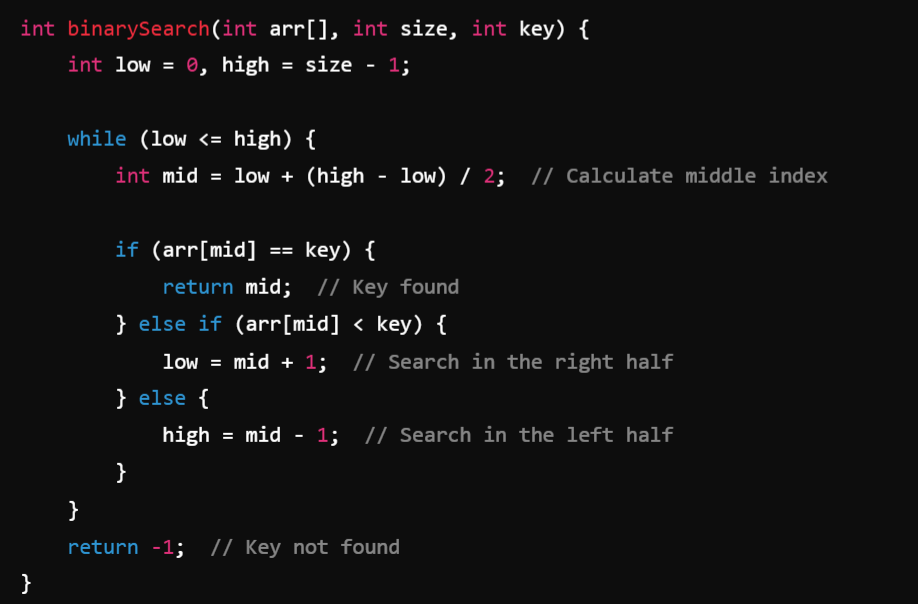 int binarySearch(int arr[], int size, int key) {
    int low = 0, high = size - 1;

    while (low <= high) {
        int mid = low + (high - low) / 2;  // Calculate middle index

        if (arr[mid] == key) {
            return mid;  // Key found
        } else if (arr[mid] < key) {
            low = mid + 1;  // Search in the right half
        } else {
            high = mid - 1;  // Search in the left half
        }
    }
    return -1;  // Key not found
}